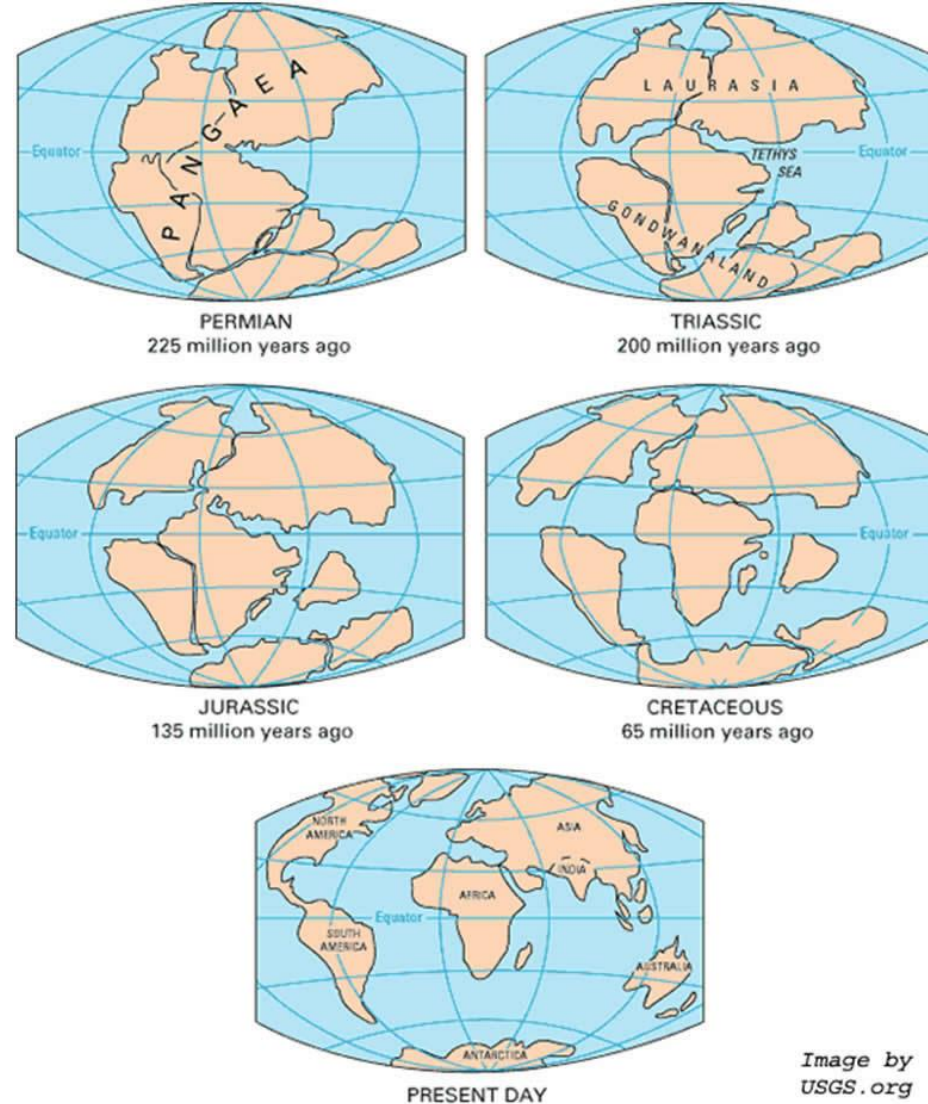 PANGAEA
Equator
PERMIAN
225 million years ago
LAURASIA
Equator
TETHYS
SEA
GONDWANALAND
TRIASSIC
200 million years ago
Equator
JURASSIC
135 million years ago
Equator
CRETACEOUS
65 million years ago
NORTH
AMERICA
ASIA
INDIA
AFRICA
Equator
SOUTH
AMERICA
AUSTRALIA
ANTARCTICA
PRESENT DAY
Image by
USGS.org